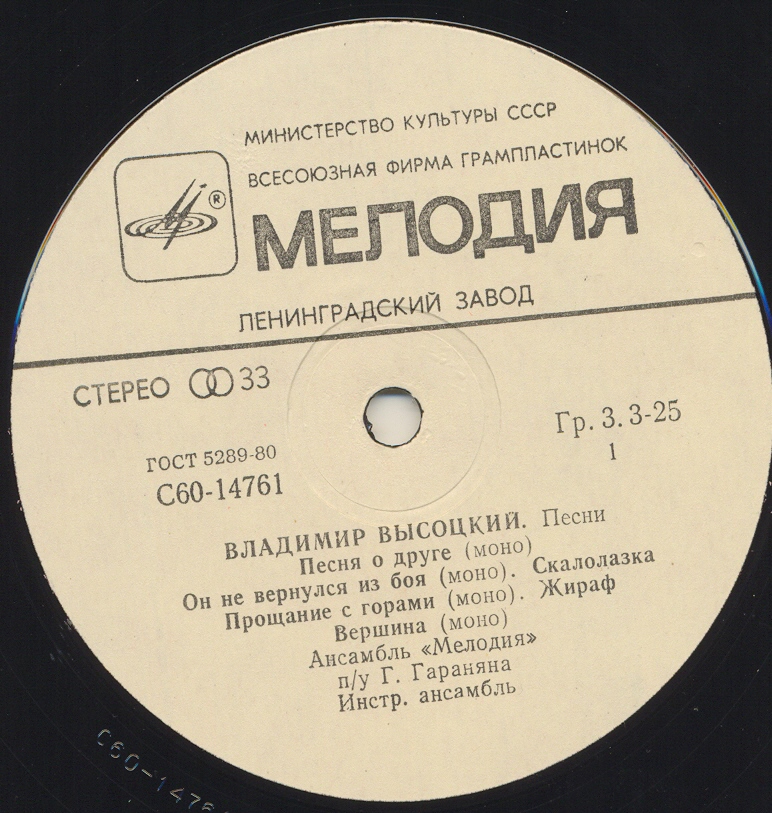 МИНИСТЕРСТВО КУЛЬТУРЫ СССР
ВСЕСОЮЗНАЯ ФИРМА ГРАМПЛАСТИНОК
®
МЕЛОДИЯ
ЛЕНИНГРАДСКИЙ ЗАВОД
СТЕРЕО 33
ГОСТ 5289-80
С60-14761
Гр. 3. 3-25
1
ВЛАДИМИР ВЫСОЦКИЙ. Песни
Песня о друге (моно)
Он не вернулся из боя (моно). Скалолазка
Прощание с горами (моно). Жираф
Вершина (моно)
Ансамбль «Мелодия»
п/у Г. Гараняна
Инстр. ансамбль
С60-1476